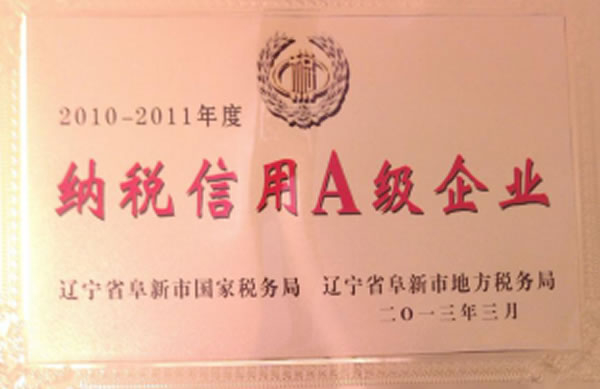 2010-2011年度
纳税信用A级企业
辽宁省阜新市国家税务局 辽宁省阜新市地方税务局
二〇一三年三月